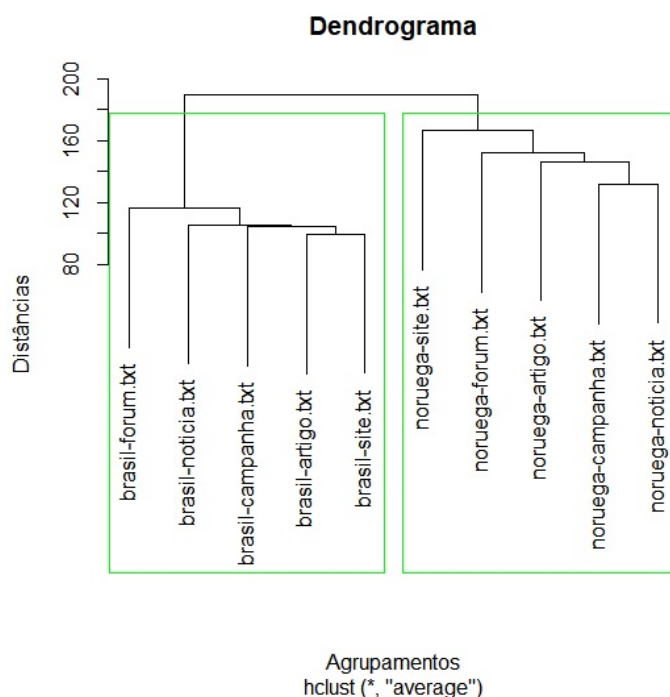 Dendrograma
Distâncias
200
160
120
80
brasil-forum.txt
brasil-noticia.txt
brasil-campanha.txt
brasil-artigo.txt
brasil-site.txt
noruega-site.txt
noruega-forum.txt
noruega-artigo.txt
noruega-campanha.txt
noruega-noticia.txt
Agrupamentos
hclust (*, "average")